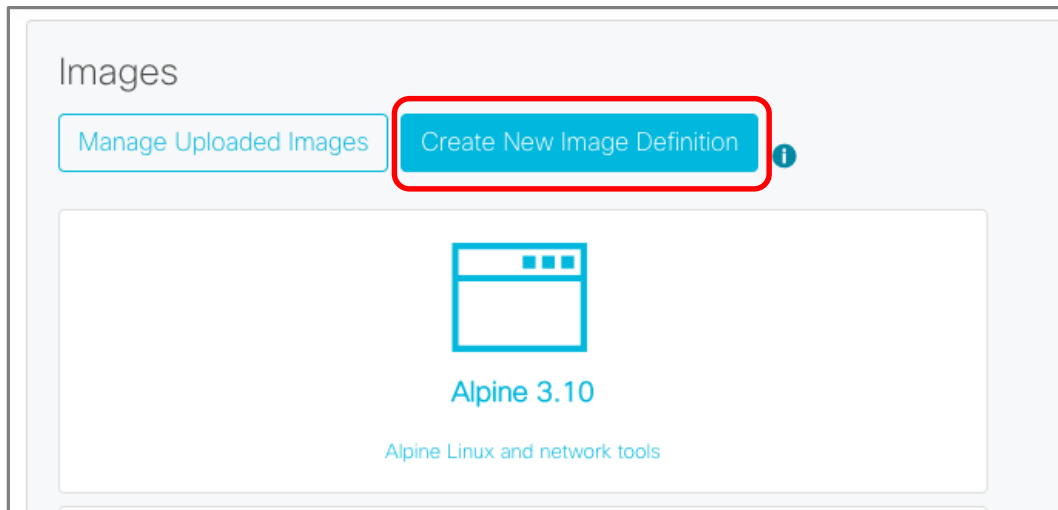 Images
Manage Uploaded Images
Create New Image Definition
i
Alpine 3.10
Alpine Linux and network tools